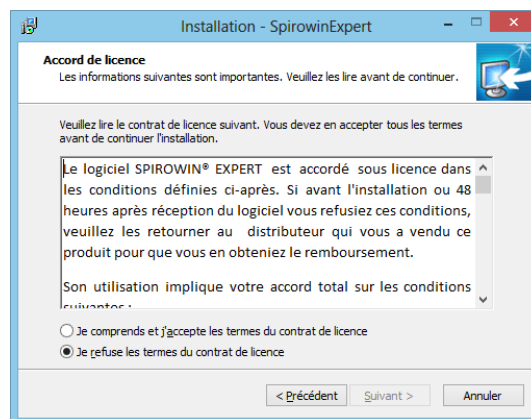 Installation - SpirowinExpert
Accord de licence
Les informations suivantes sont importantes. Veuillez les lire avant de continuer.
Veuillez lire le contrat de licence suivant. Vous devez en accepter tous les termes
avant de continuer l'installation.
Le logiciel SPIROWIN® EXPERT est accordé sous licence dans
les conditions définies ci-après. Si avant l'installation ou 48
heures après réception du logiciel vous refusiez ces conditions,
veuillez les retourner au distributeur qui vous a vendu ce
produit pour que vous en obteniez le remboursement.
Son utilisation implique votre accord total sur les conditions
suivantes :
Je comprends et j'accepte les termes du contrat de licence
Je refuse les termes du contrat de licence
< Précédent
Suivant >
Annuler